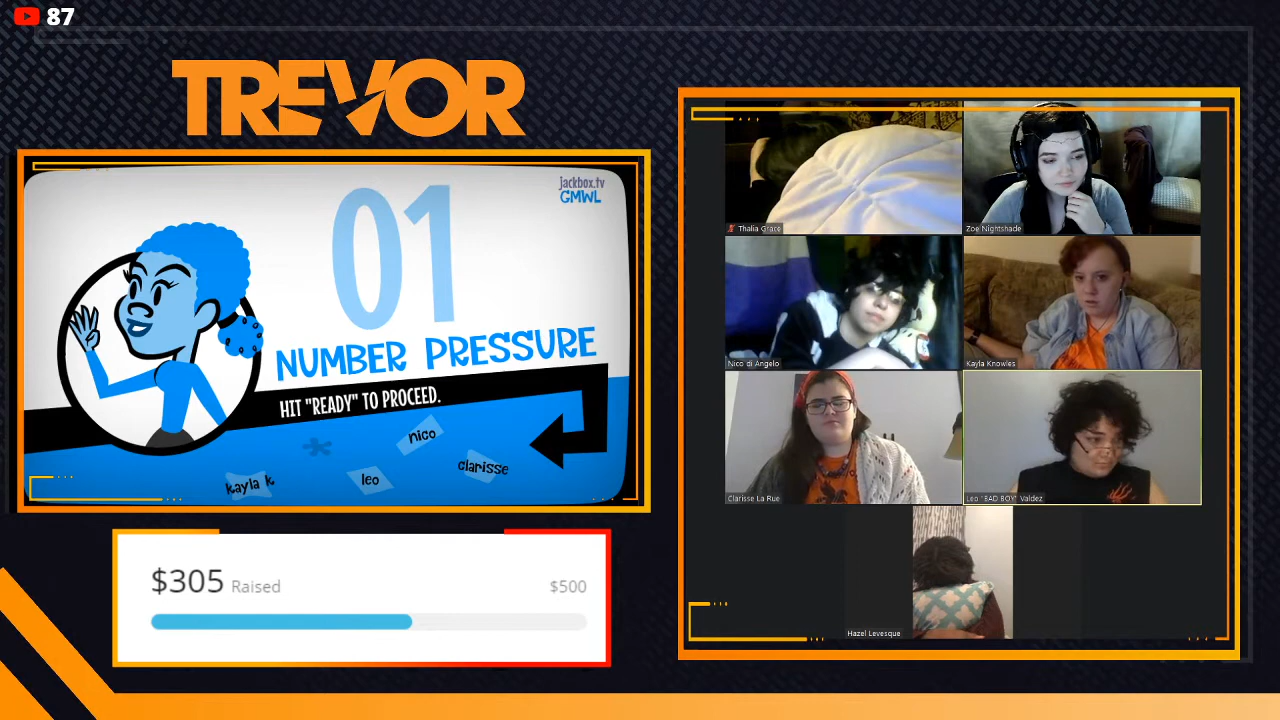 87
TREVOR
jackbox.tv
GMWL
01
NUMBER PRESSURE
HIT "READY" TO PROCEED.
nico
clarisse
leo
kayla k
$305 Raised
$500
Thalia Grace
Zoe Nightshade
Nico di Angelo
Kayla Knowles
Clarisse La Rue
Leo "BAD BOY" Valdez
Hazel Levesque